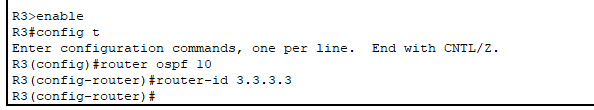 R3>enable
R3#config t
Enter configuration commands, one per line.  End with CNTL/Z.
R3(config)#router ospf 10
R3(config-router)#router-id 3.3.3.3
R3(config-router)#